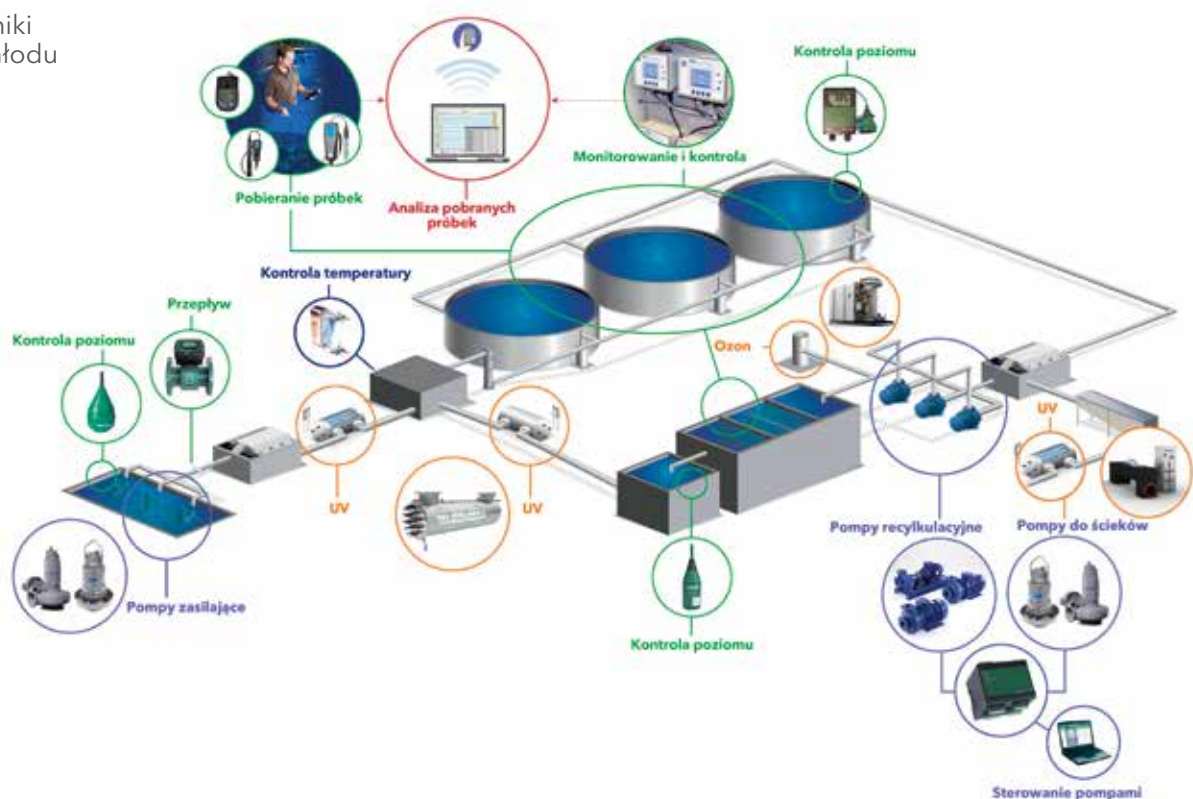 niki
łodu
Kontrola poziomu
Monitorowanie i kontrola
Pobieranie próbek
Analiza pobranych
próbek
Kontrola temperatury
Przepływ
Kontrola poziomu
Ozon
UV
UV
UV
Pompy recylkulacyjne
Pompy do ścieków
Pompy zasilające
Kontrola poziomu
Sterowanie pompami